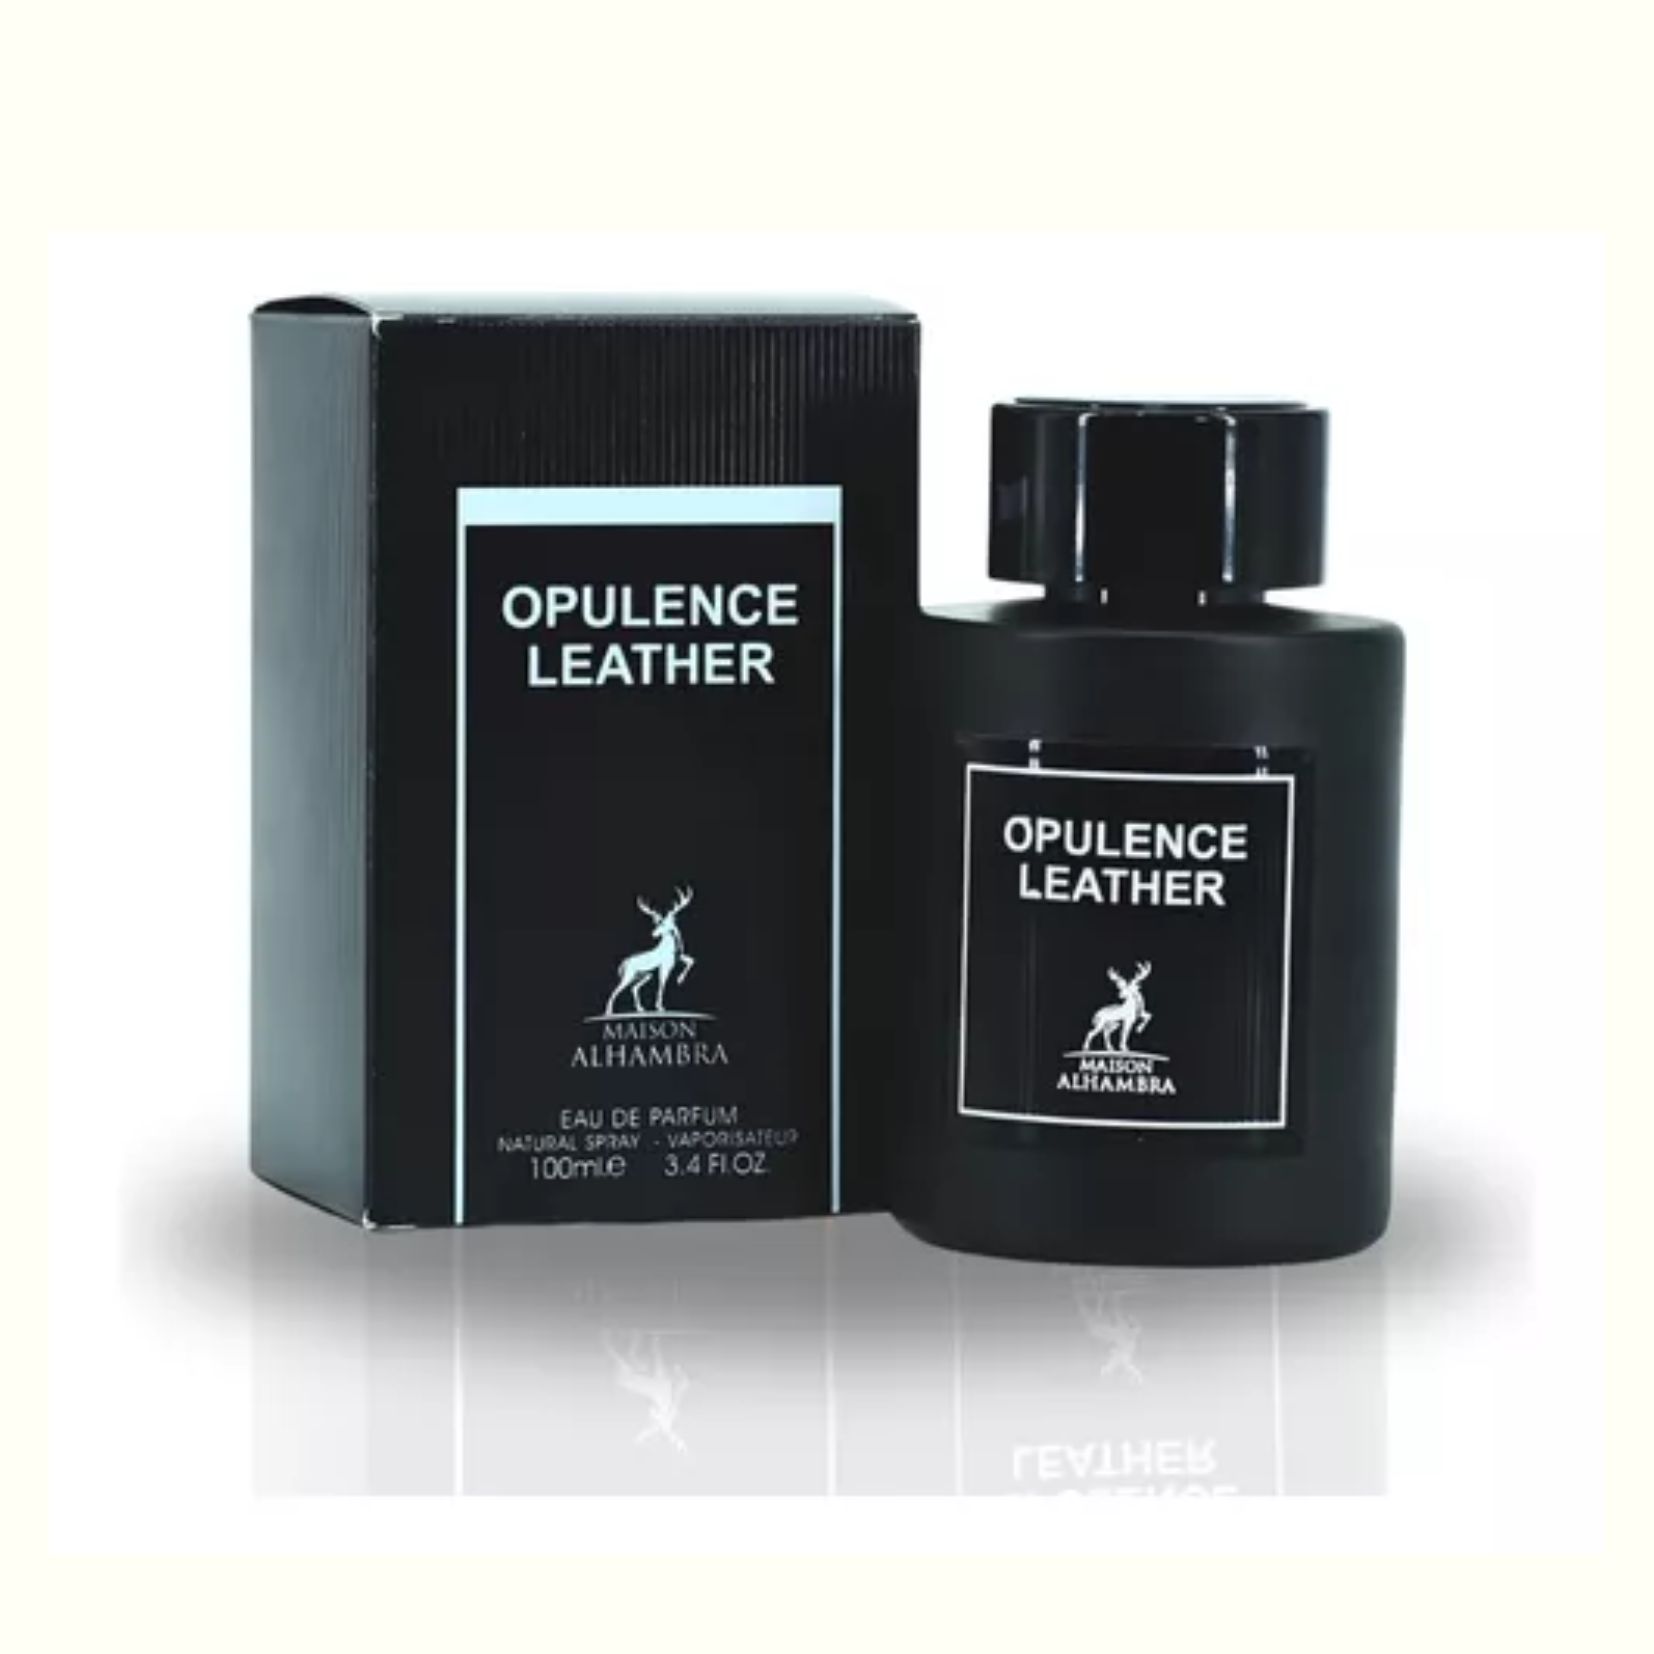 OPULENCE
LEATHER
MAISON
ALHAMBRA
EAU DE PARFUM
NATURAL SPRAY - VAPORISATEUR
100ml.e 3.4 Fl.OZ.
OPULENCE
LEATHER
MAISON
ALHAMBRA
LEATHER